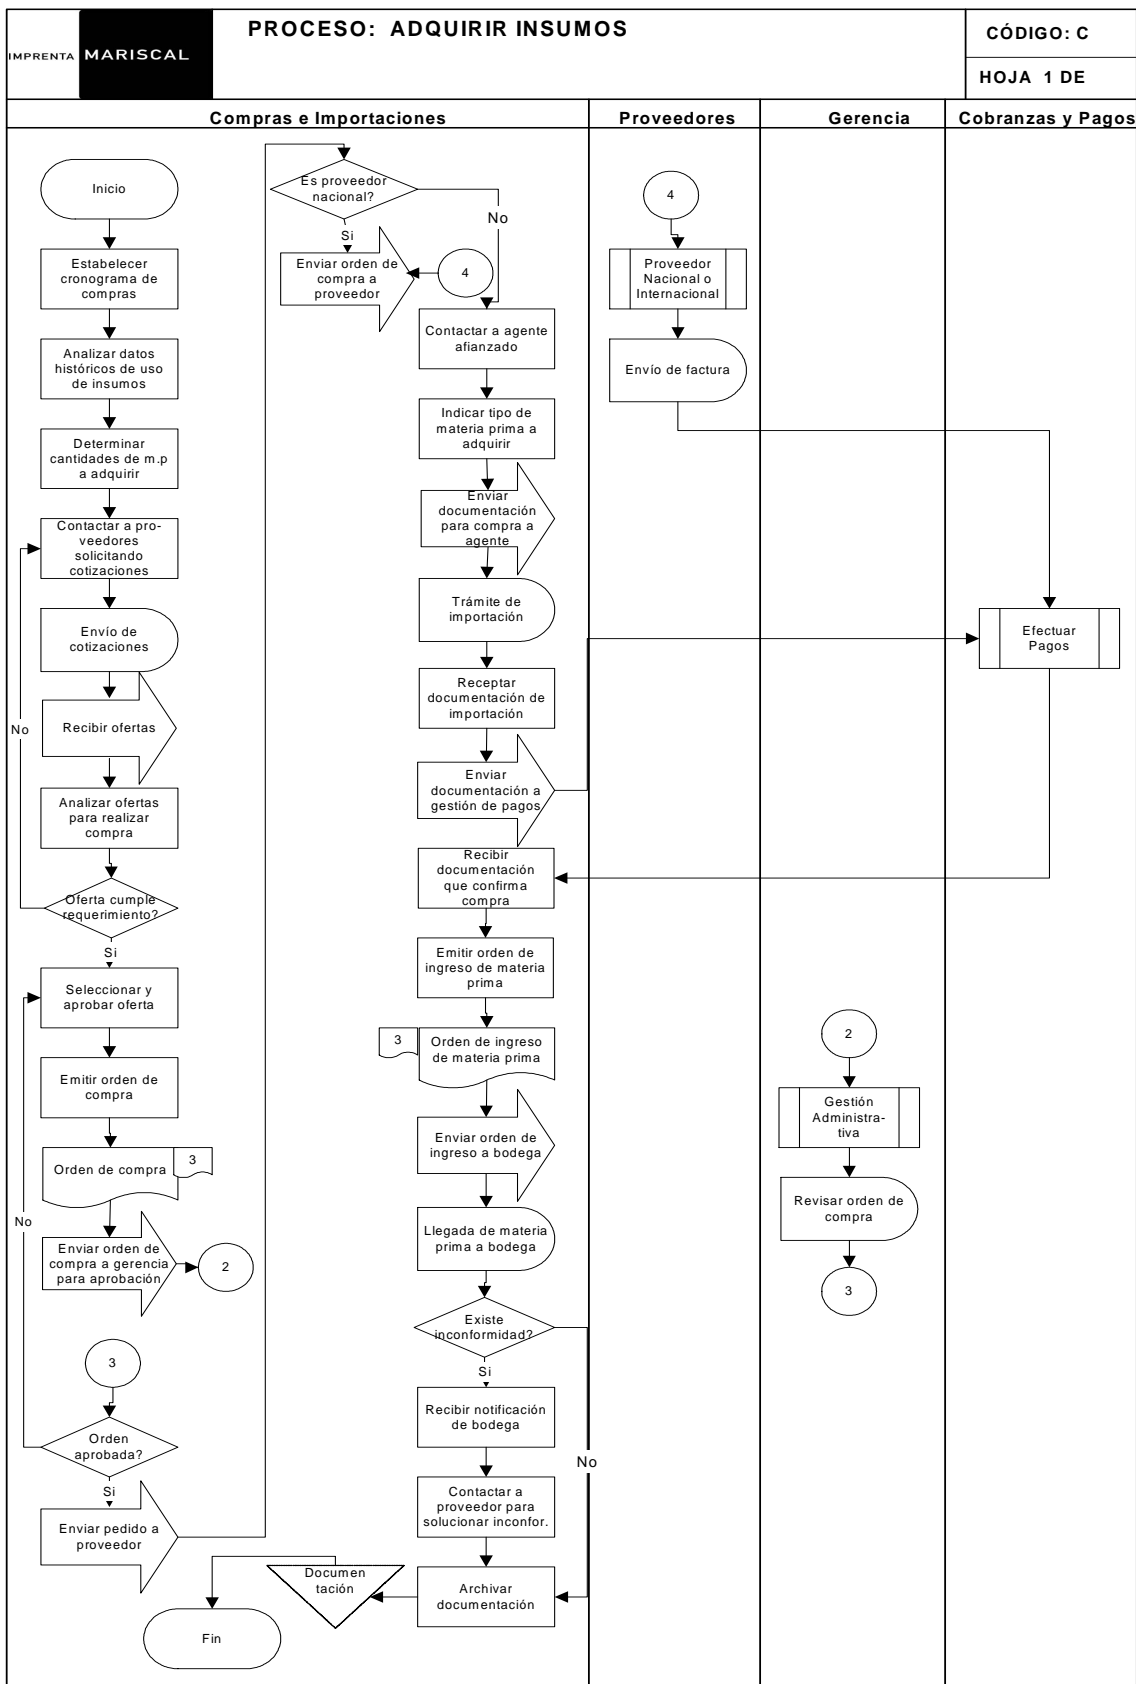 IMPRENTA MARISCAL
PROCESO: ADQUIRIR INSUMOS
CÓDIGO: C
HOJA 1 DE
Compras e Importaciones
Proveedores
Gerencia
Cobranzas y Pagos
Inicio
Estabelecer
cronograma de
compras
Analizar datos
históricos de uso
de insumos
Determinar
cantidades de m.p
a adquirir
Contactar a pro-
veedores
solicitando
cotizaciones
Envío de
cotizaciones
Recibir ofertas
No
Analizar ofertas
para realizar
compra
Oferta cumple
requerimiento?
Si
Seleccionar y
aprobar oferta
Emitir orden de
compra
Orden de compra
3
No
Enviar orden de
compra a gerencia
para aprobación
2
3
Orden
aprobada?
Si
Enviar pedido a
proveedor
Es proveedor
nacional?
No
Si
Enviar orden de
compra a
proveedor
4
Contactar a agente
afianzado
Indicar tipo de
materia prima a
adquirir
Enviar
documentación
para compra a
agente
Trámite de
importación
Receptar
documentación de
importación
Enviar
documentación a
gestión de pagos
Recibir
documentación
que confirma
compra
Emitir orden de
ingreso de materia
prima
3
Orden de ingreso
de materia prima
Enviar orden de
ingreso a bodega
Llegada de materia
prima a bodega
Existe
inconformidad?
Si
Recibir notificación
de bodega
No
Contactar a
proveedor para
solucionar inconfor.
Archivar
documentación
Documen
tación
Fin
4
Proveedor
Nacional o
Internacional
Envío de factura
2
Gestión
Administra-
tiva
Revisar orden de
compra
3
Efectuar
Pagos